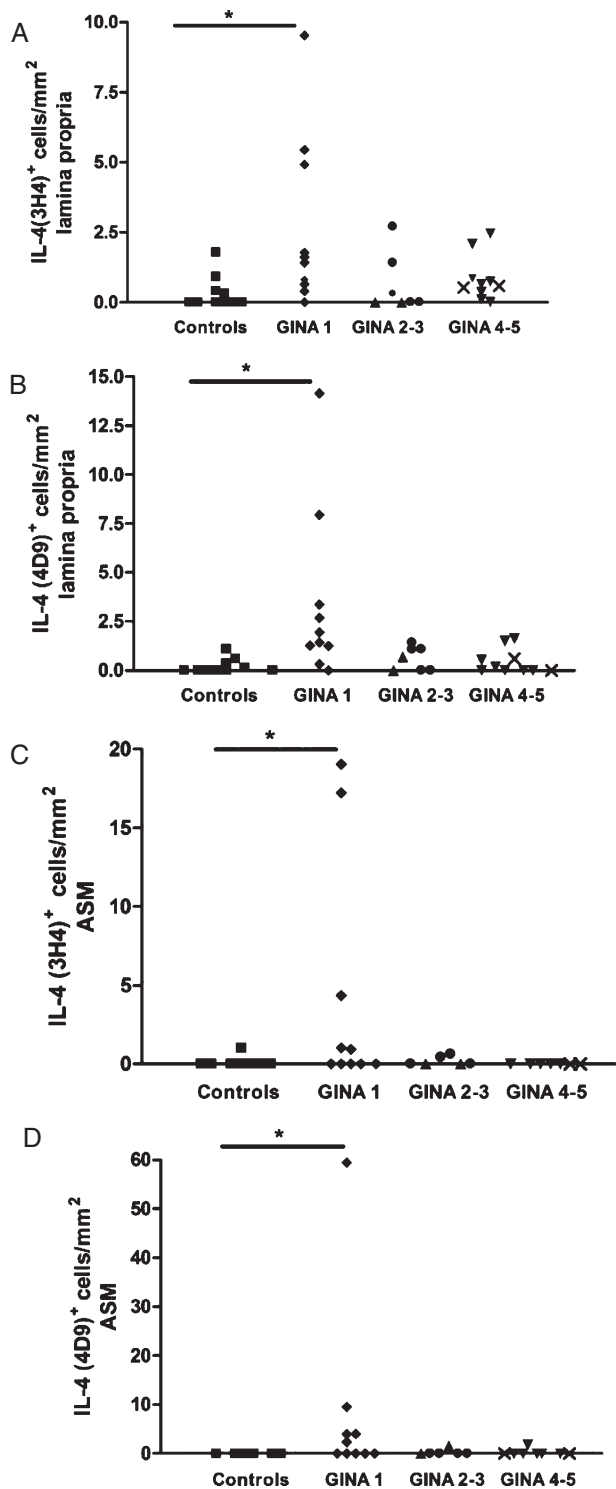 A
*
10.0
7.5
5.0
2.5
0.0
IL-4(3H4)+ cells/mm2
lamina propria
Controls GINA 1 GINA 2-3 GINA 4-5
B
*
15.0
12.5
10.0
7.5
5.0
2.5
0.0
IL-4 (4D9)+ cells/mm2
lamina propria
Controls GINA 1 GINA 2-3 GINA 4-5
C
*
20
15
10
5
0
IL-4 (3H4)+ cells/mm2
ASM
Controls GINA 1 GINA 2-3 GINA 4-5
D
*
60
50
40
30
20
10
0
IL-4 (4D9)+ cells/mm2
ASM
Controls GINA 1 GINA 2-3 GINA 4-5